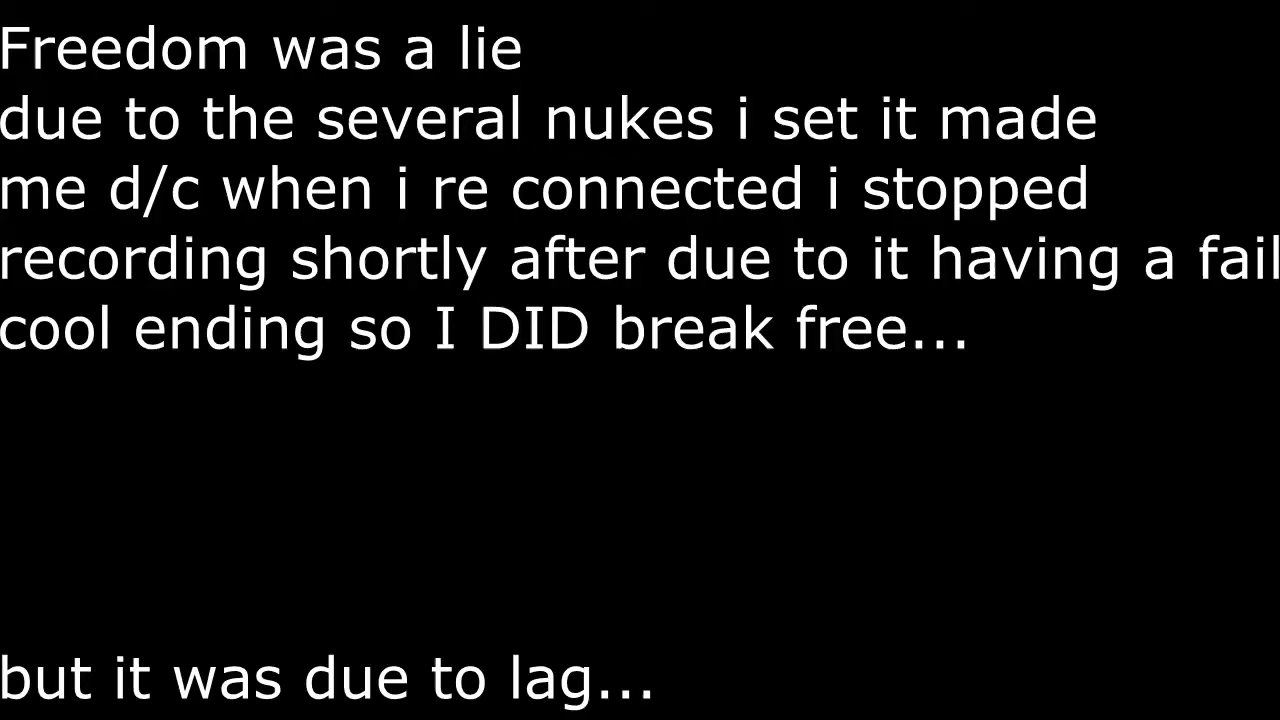 Freedom was a lie
due to the several nukes i set it made
me d/c when i re connected i stopped
recording shortly after due to it having a fail
cool ending so I DID break free...
but it was due to lag...